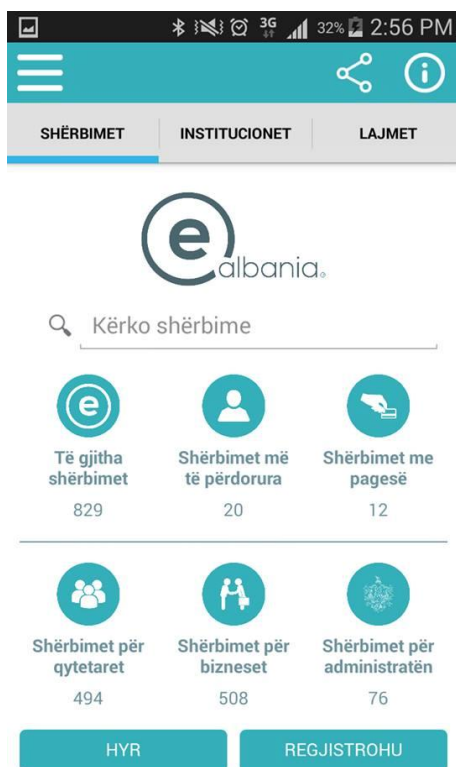 3G 32% 2:56 PM
SHËRBIMET INSTITUCIONET LAJMET
e albania
Kërko shërbime
e
Të gjitha shërbimet
829
Shërbimet më të përdorura
20
Shërbimet me pagesë
12
Shërbimet për qytetaret
494
Shërbimet për bizneset
508
Shërbimet për administratën
76
HYR
REGJISTROHU